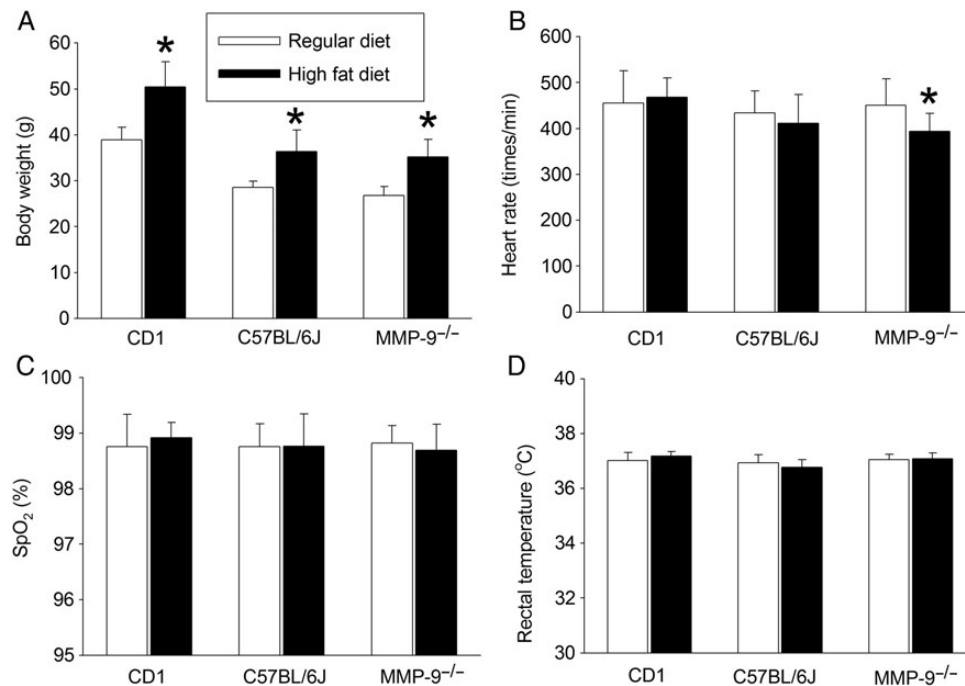 A
Regular diet
High fat diet
Body weight (g)
60
50
40
30
20
10
0
*
*
*
CD1
C57BL/6J
MMP-9⁻/⁻
B
Heart rate (times/min)
600
500
400
300
200
100
0
*
CD1
C57BL/6J
MMP-9⁻/⁻
C
SpO₂ (%)
100
99
98
97
96
95
CD1
C57BL/6J
MMP-9⁻/⁻
D
Rectal temperature (°C)
40
39
38
37
36
34
32
31
30
CD1
C57BL/6J
MMP-9⁻/⁻